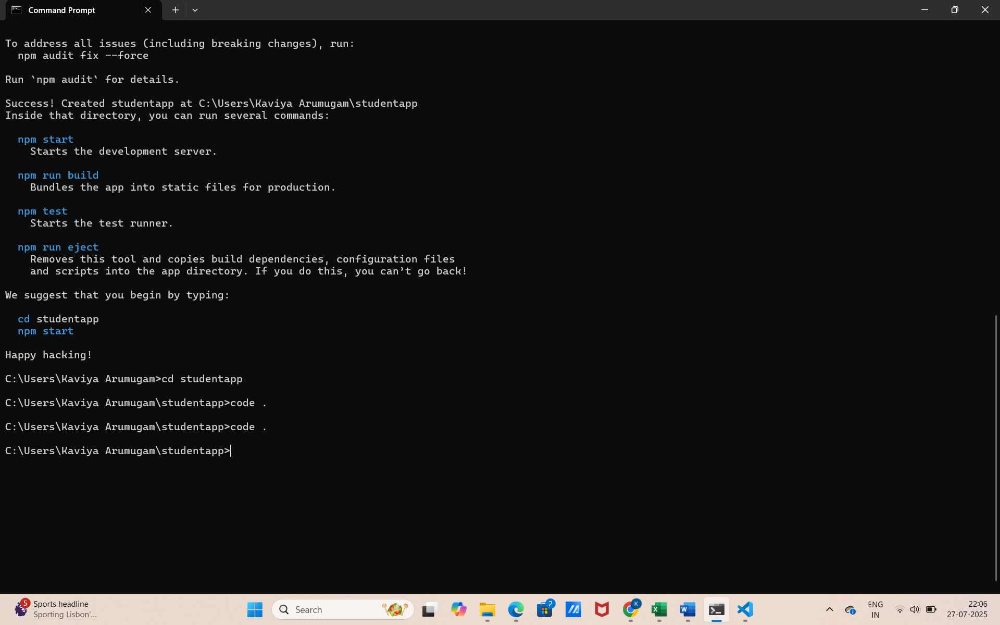 Command Prompt
To address all issues (including breaking changes), run:
npm audit fix --force
Run `npm audit` for details.
Success! Created studentapp at C:\Users\Kaviya Arumugam\studentapp
Inside that directory, you can run several commands:
npm start
Starts the development server.
npm run build
Bundles the app into static files for production.
npm test
Starts the test runner.
npm run eject
Removes this tool and copies build dependencies, configuration files
and scripts into the app directory. If you do this, you can’t go back!
We suggest that you begin by typing:
cd studentapp
npm start
Happy hacking!
C:\Users\Kaviya Arumugam>cd studentapp
C:\Users\Kaviya Arumugam\studentapp>code .
C:\Users\Kaviya Arumugam\studentapp>code .
C:\Users\Kaviya Arumugam\studentapp>
5
Sports headline
Sporting Lisbon'...
Search
2
K
X
W
ENG
IN
22:06
27-07-2025